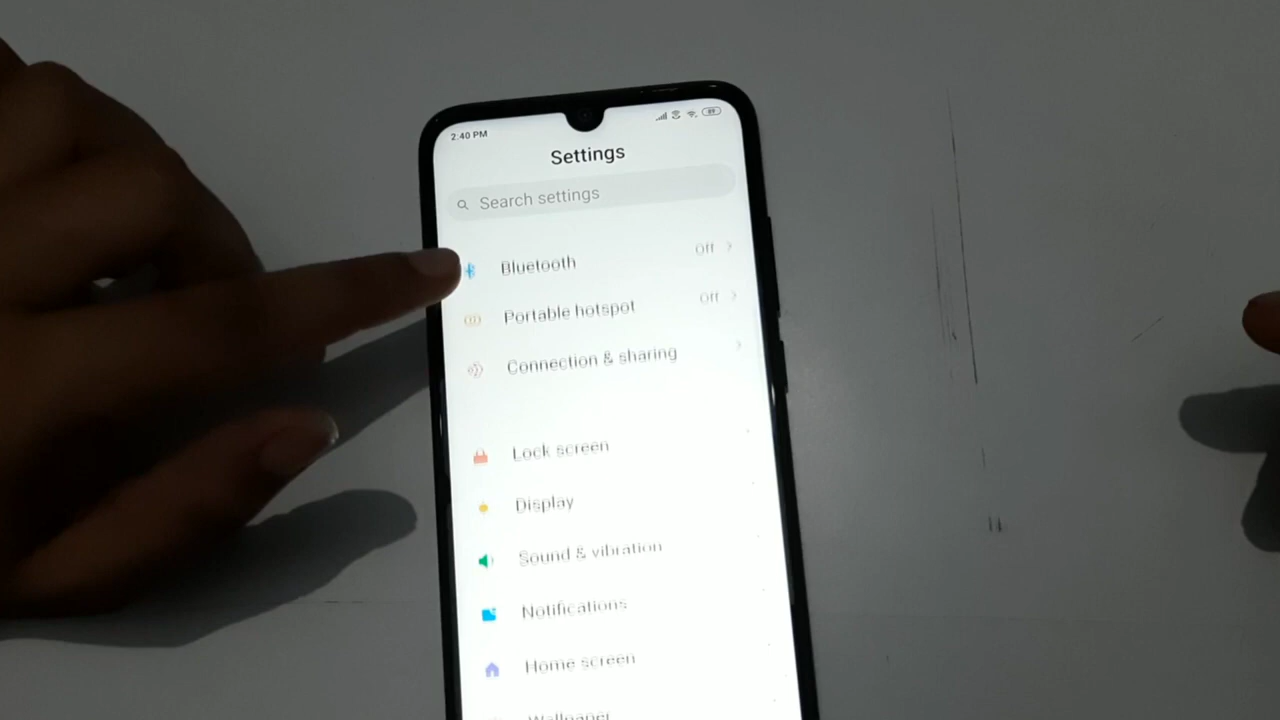 2:40 PM
Settings
Search settings
Bluetooth Off
Portable hotspot Off
Connection & sharing
Lock screen
Display
Sound & vibration
Notifications
Home screen
Wallpaper